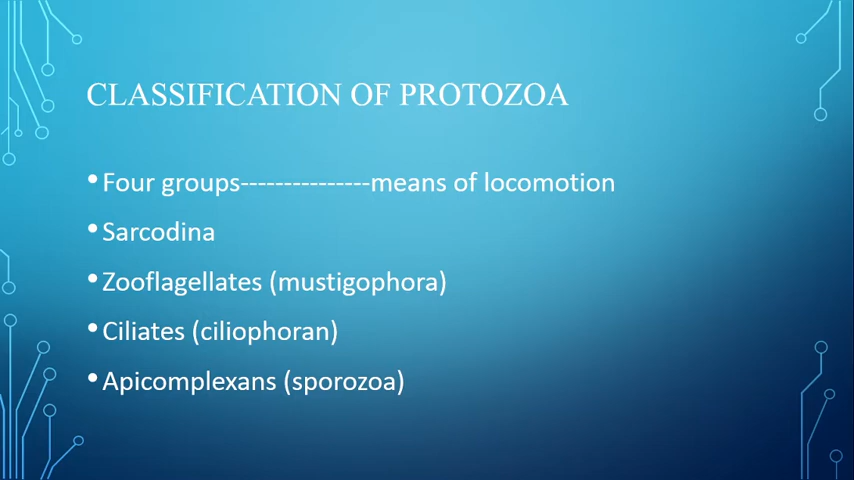 CLASSIFICATION OF PROTOZOA
•Four groups---------------means of locomotion
•Sarcodina
•Zooflagellates (mustigophora)
•Ciliates (ciliophoran)
•Apicomplexans (sporozoa)